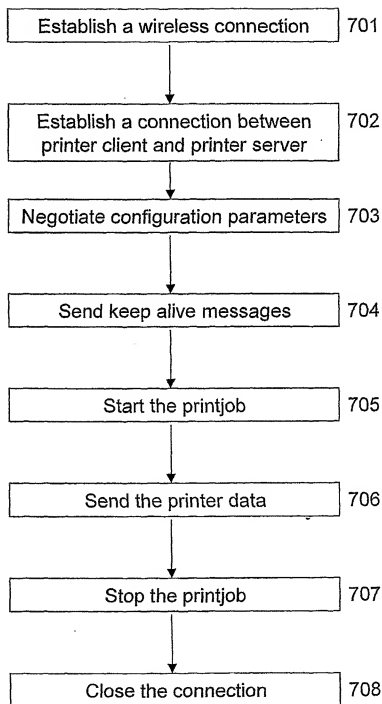 Establish a wireless connection 701
Establish a connection between 702
printer client and printer server
Negotiate configuration parameters 703
Send keep alive messages 704
Start the printjob 705
Send the printer data 706
Stop the printjob 707
Close the connection 708